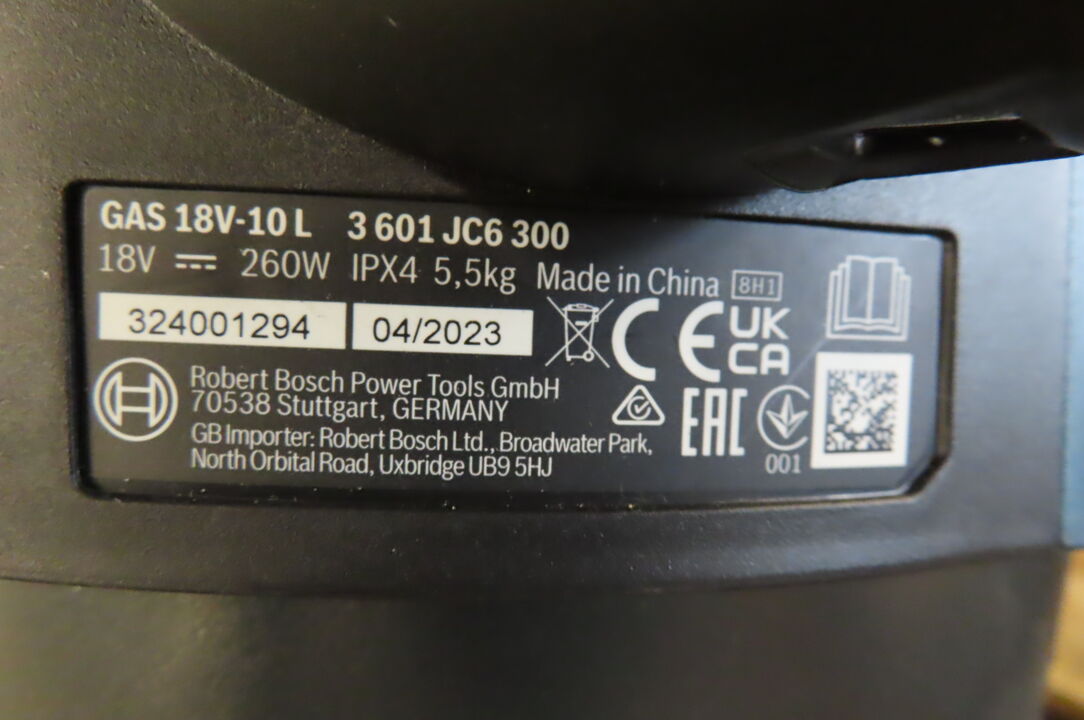 GAS 18V-10 L 3 601 JC6 300
18V ⎓ 260W IPX4 5,5kg Made in China 8H1
324001294 04/2023
CE UK
CA
Robert Bosch Power Tools GmbH
70538 Stuttgart, GERMANY
GB Importer: Robert Bosch Ltd., Broadwater Park,
North Orbital Road, Uxbridge UB9 5HJ
EAC
001